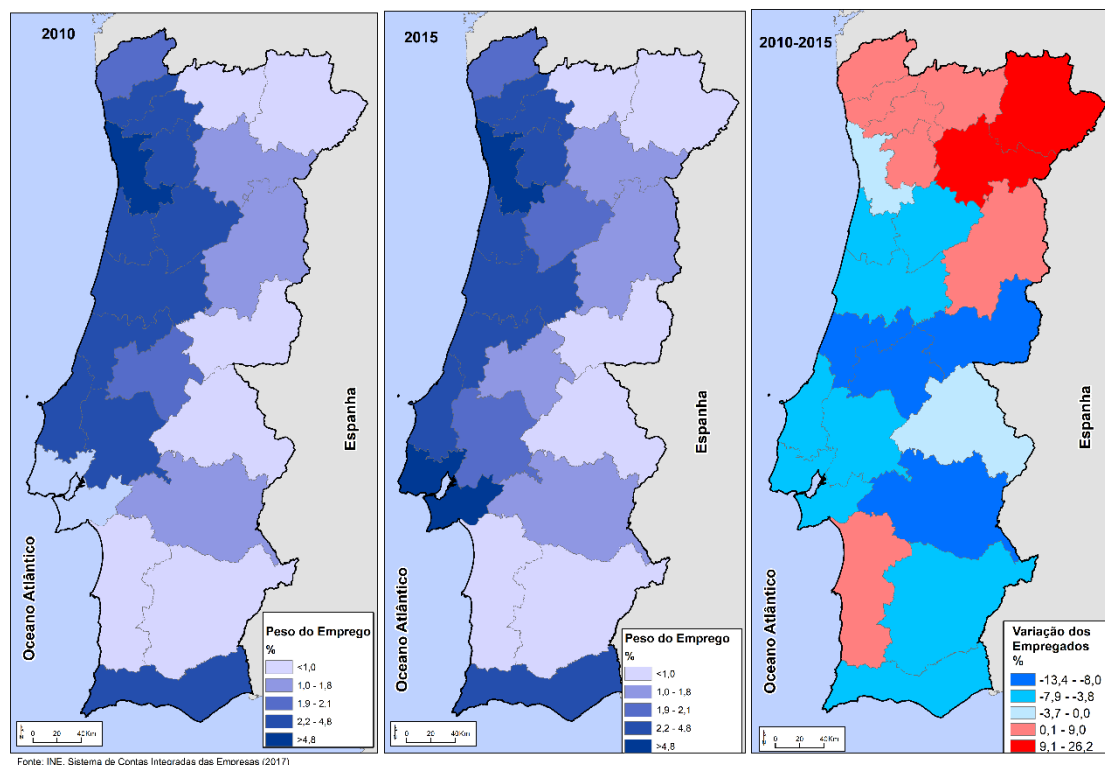 2010
Oceano Atlântico
Espanha
Peso do Emprego
%
<1,0
1,0 - 1,8
1,9 - 2,1
2,2 - 4,8
>4,8
0 20 40 Km
2015
Oceano Atlântico
Espanha
Peso do Emprego
%
<1,0
1,0 - 1,8
1,9 - 2,1
2,2 - 4,8
>4,8
0 20 40 Km
2010-2015
Oceano Atlântico
Espanha
Variação dos
Empregados
%
-13,4 - -8,0
-7,9 - -3,8
-3,7 - 0,0
0,1 - 9,0
9,1 - 26,2
0 20 40 Km
Fonte: INE, Sistema de Contas Integradas das Empresas (2017)